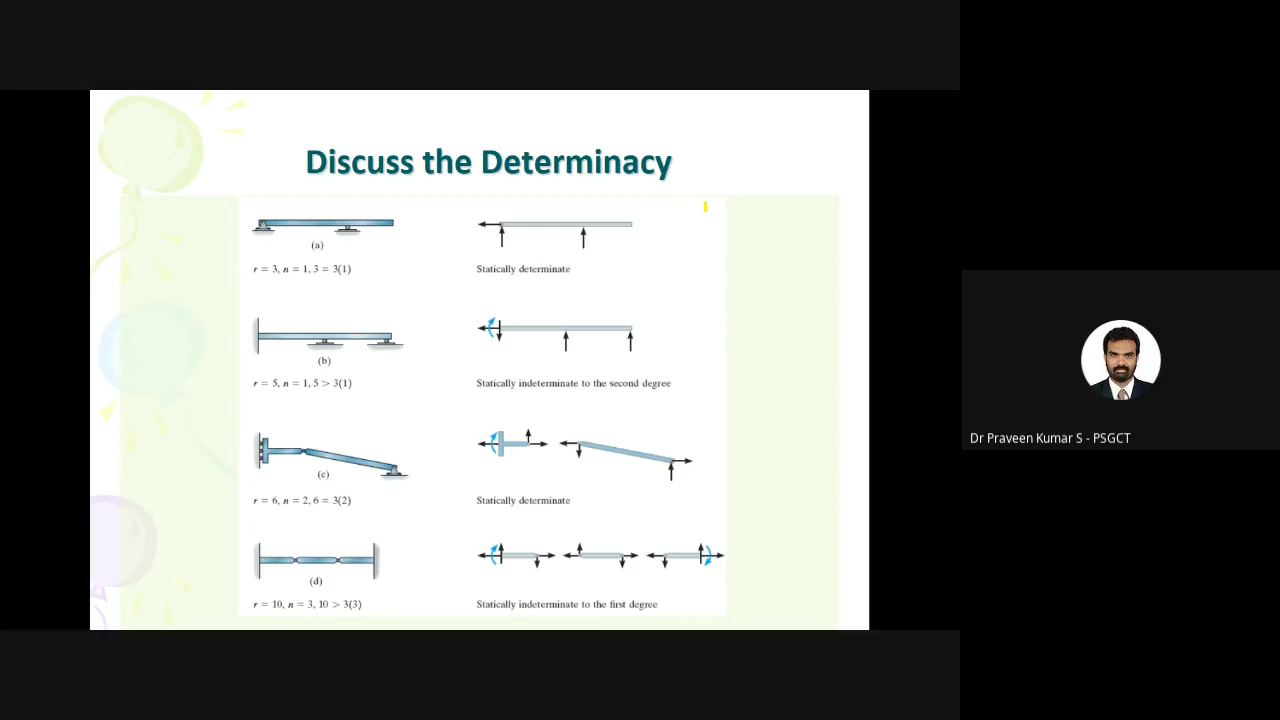 Discuss the Determinacy
(a)
r = 3, n = 1, 3 = 3(1)
Statically determinate
(b)
r = 5, n = 1, 5 > 3(1)
Statically indeterminate to the second degree
(c)
r = 6, n = 2, 6 = 3(2)
Statically determinate
(d)
r = 10, n = 3, 10 > 3(3)
Statically indeterminate to the first degree
Dr Praveen Kumar S - PSGCT